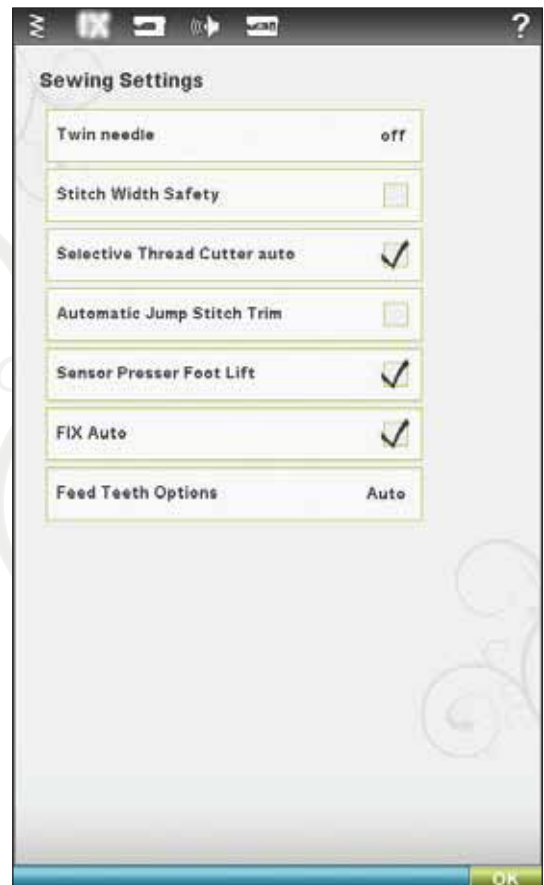 ?
Sewing Settings
Twin needle off
Stitch Width Safety
Selective Thread Cutter auto
Automatic Jump Stitch Trim
Sensor Presser Foot Lift
FIX Auto
Feed Teeth Options Auto
OK